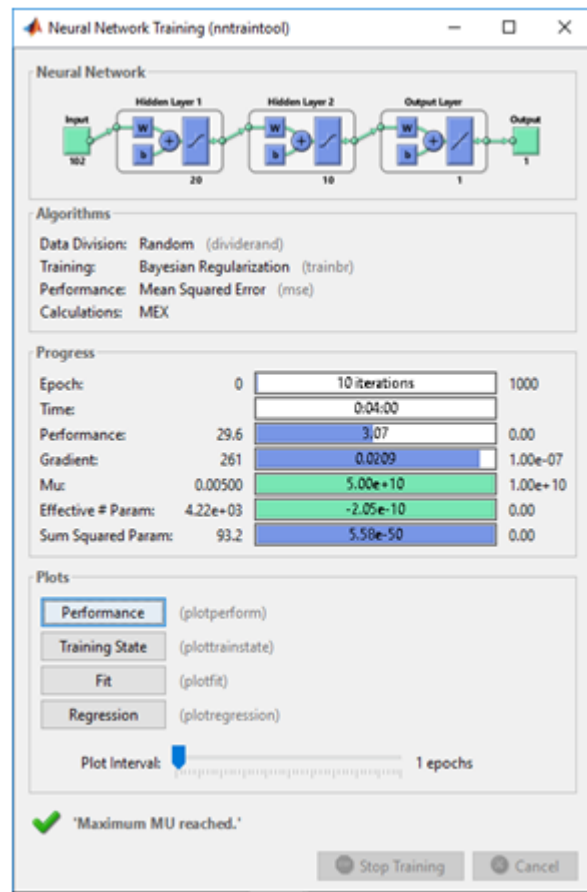 Neural Network Training (nntraintool)
Neural Network
Hidden Layer 1 Hidden Layer 2 Output Layer
Input Output
W W W
b b b
102 20 10 1 1
Algorithms
Data Division: Random (dividerand)
Training: Bayesian Regularization (trainbr)
Performance: Mean Squared Error (mse)
Calculations: MEX
Progress
Epoch: 0 10 iterations 1000
Time: 0:04:00
Performance: 29.6 3.07 0.00
Gradient: 261 0.0209 1.00e-07
Mu: 0.00500 5.00e+10 1.00e+10
Effective # Param: 4.22e+03 -2.05e-10 0.00
Sum Squared Param: 93.2 5.58e-50 0.00
Plots
Performance (plotperform)
Training State (plottrainstate)
Fit (plotfit)
Regression (plotregression)
Plot Interval: 1 epochs
'Maximum MU reached.'
Stop Training Cancel